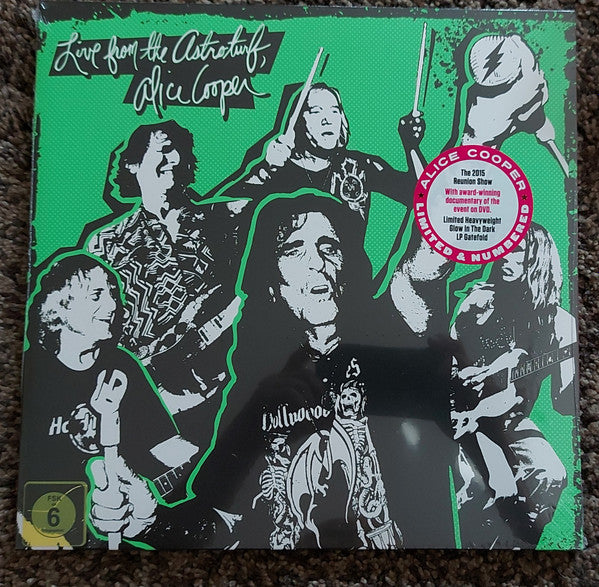 Live from the Astroturf,
Alice Cooper
ALICE COOPER
The 2015
Reunion Show
With award-winning
documentary of the
event on DVD.
Limited Heavyweight
Glow In The Dark
LP Gatefold
LIMITED & NUMBERED
Hollywood
FSK
6